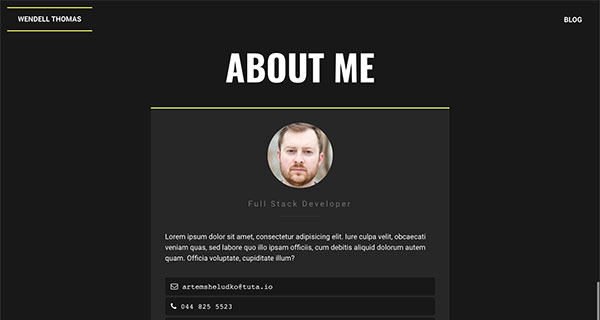 WENDELL THOMAS
BLOG
ABOUT ME
Full Stack Developer
Lorem ipsum dolor sit amet, consectetur adipisicing elit. Iure culpa velit, obcaecati
veniam quas, sed labore quo illo ipsam officiis, cum debitis aliquid dolorum autem
quam. Officia voluptate, cupiditate illum?
artemsheludko@tuta.io
044 825 5523